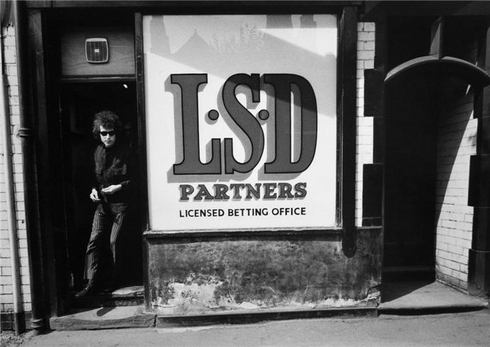 L·S·D
PARTNERS
LICENSED BETTING OFFICE